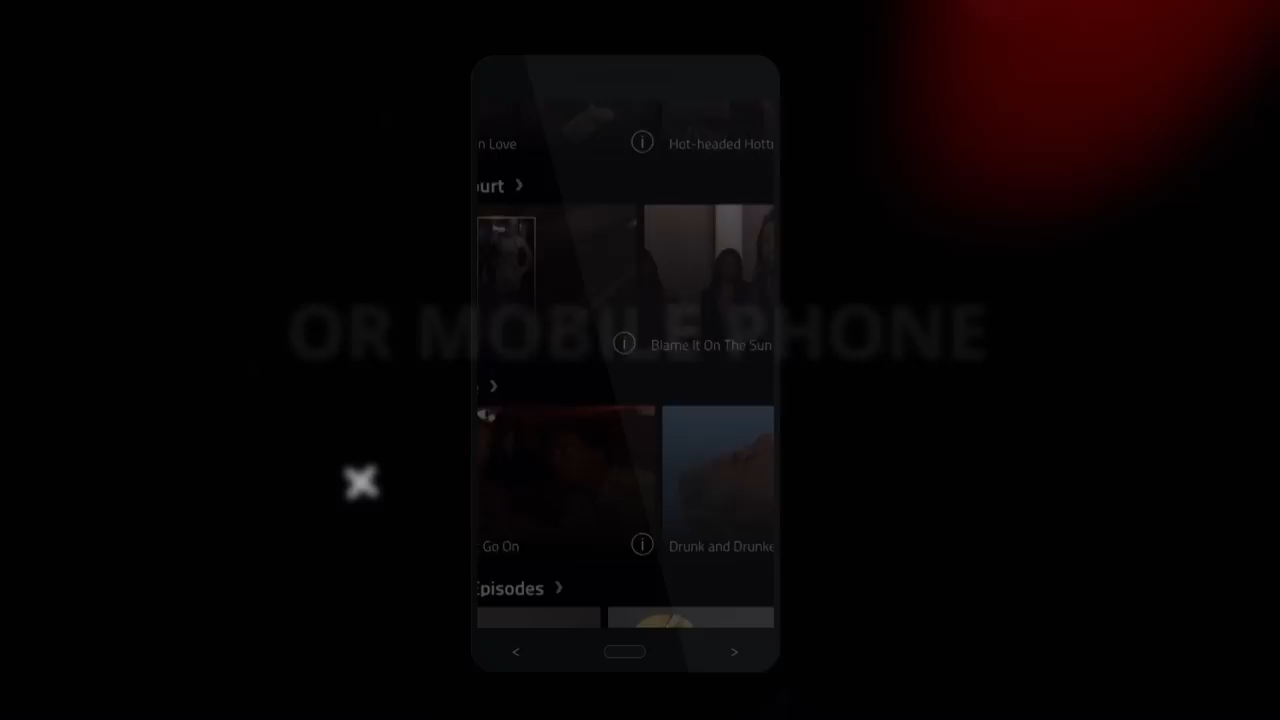 n Love
Hot-headed Hott
ourt
OR MOBILE PHONE
Blame It On The Sun
Go On
Drunk and Drunke
Episodes